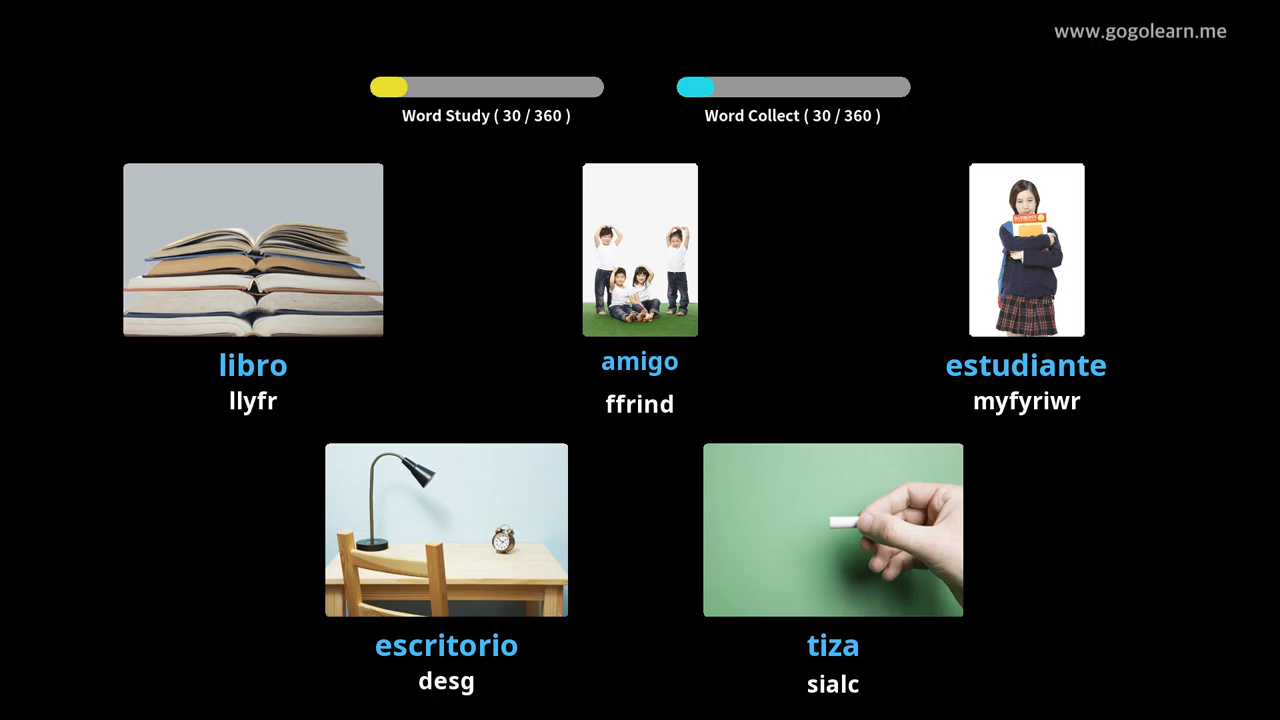 www.gogolearn.me
Word Study ( 30 / 360 )
Word Collect ( 30 / 360 )
libro
llyfr
amigo
ffrind
estudiante
myfyriwr
escritorio
desg
tiza
sialc